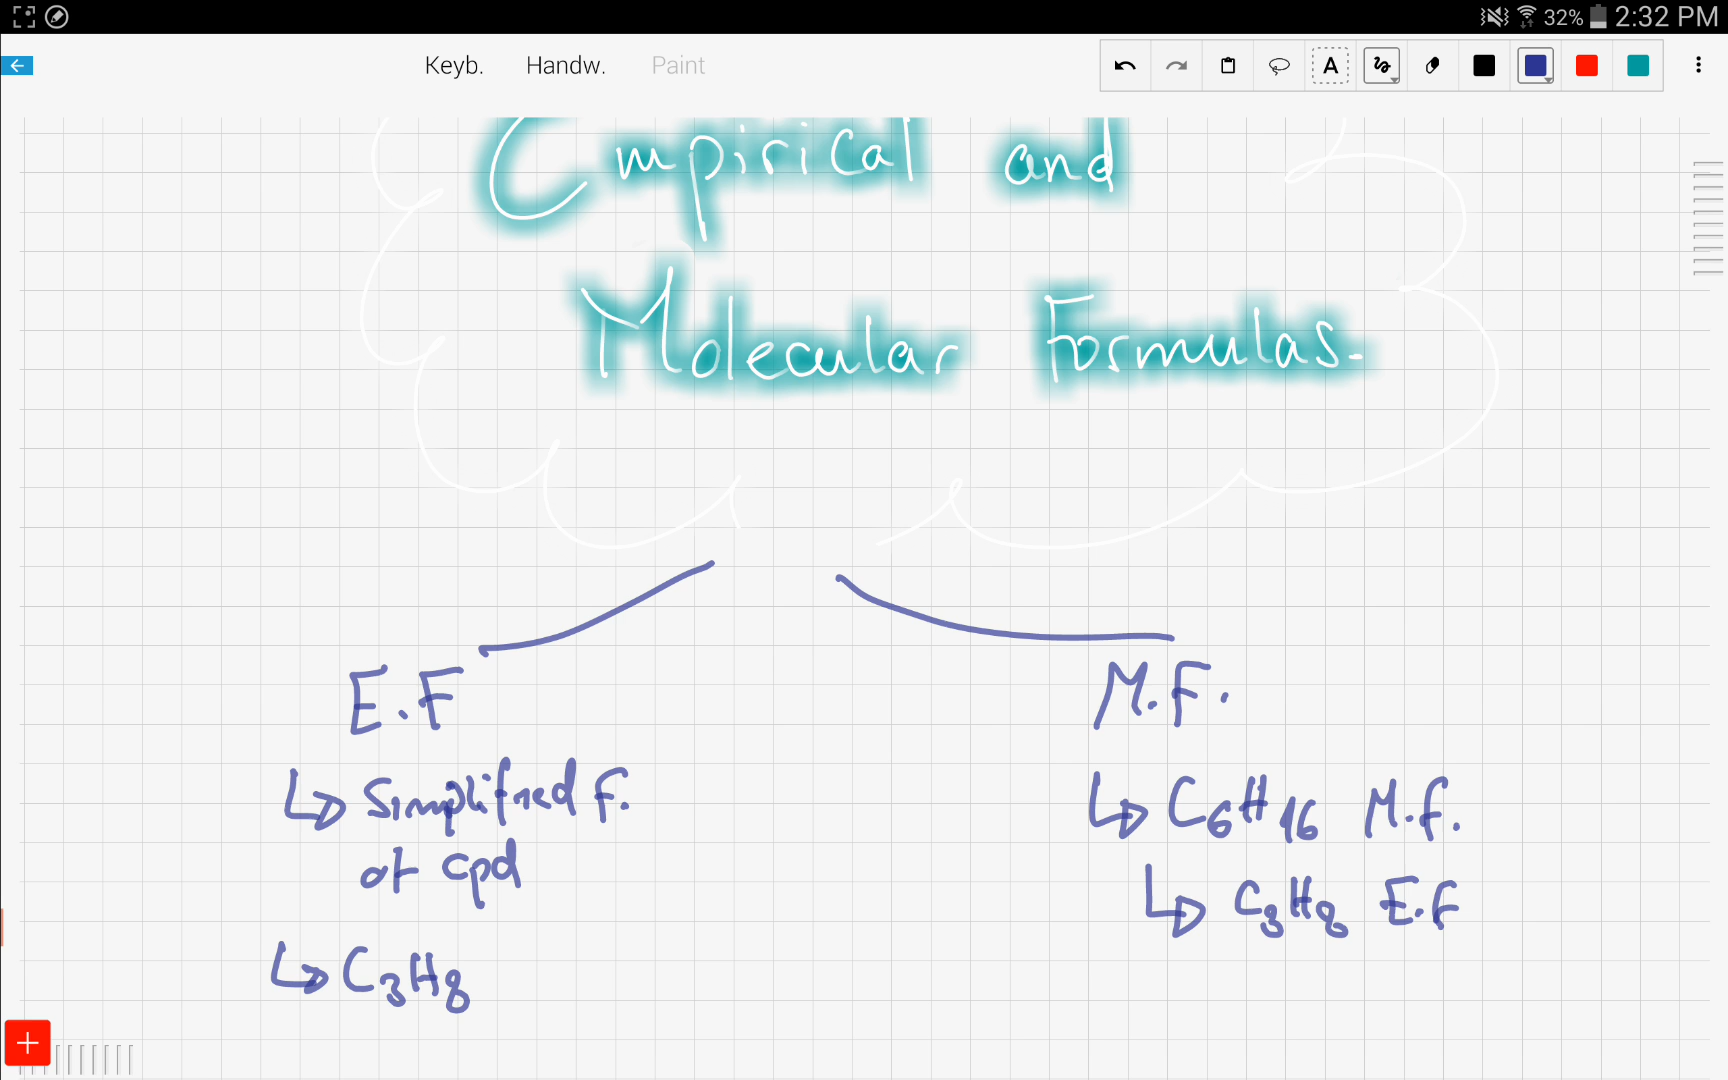 32% 2:32 PM
Keyb. Handw. Paint
A
Empirical and
Molecular Formulas.
E.F
M.F.
↳ Simplified F.
of cpd
↳ C₃H₈
↳ C₆H₁₆ M.F.
↳ C₃H₈ E.F